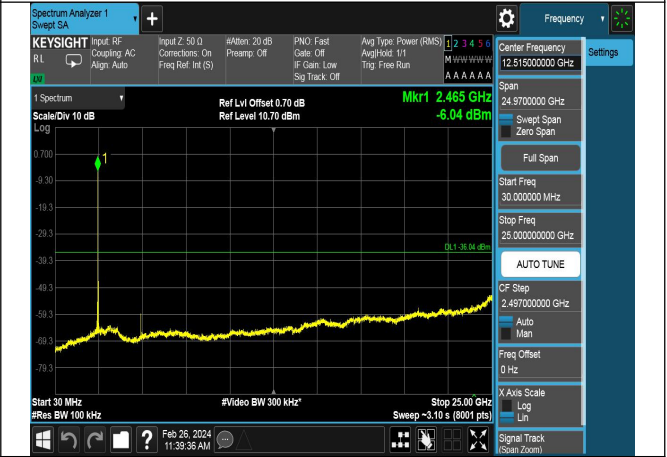 Spectrum Analyzer 1
Swept SA
Frequency
KEYSIGHT
RL
Input: RF
Coupling: AC
Align: Auto
Input Z: 50 Ω
Corrections: On
Freq Ref: Int (S)
#Atten: 20 dB
Preamp: Off
PNO: Fast
Gate: Off
IF Gain: Low
Sig Track: Off
Avg Type: Power (RMS)
Avg|Hold: 1/1
Trig: Free Run
1 2 3 4 5 6
M W W W W W
A A A A A A
1 Spectrum
Scale/Div 10 dB
Log
Ref Lvl Offset 0.70 dB
Ref Level 10.70 dBm
Mkr1 2.465 GHz
-6.04 dBm
1
0.700
-9.30
-19.3
-29.3
-39.3
-49.3
-59.3
-69.3
-79.3
DL1 -36.04 dBm
Start 30 MHz
#Res BW 100 kHz
#Video BW 300 kHz*
Stop 25.00 GHz
Sweep ~3.10 s (8001 pts)
Feb 26, 2024
11:39:36 AM
Center Frequency
12.515000000 GHz
Span
24.9700000 GHz
Swept Span
Zero Span
Full Span
Start Freq
30.000000 MHz
Stop Freq
25.000000000 GHz
AUTO TUNE
CF Step
2.497000000 GHz
Auto
Man
Freq Offset
0 Hz
X Axis Scale
Log
Lin
Signal Track
(Span Zoom)
Settings